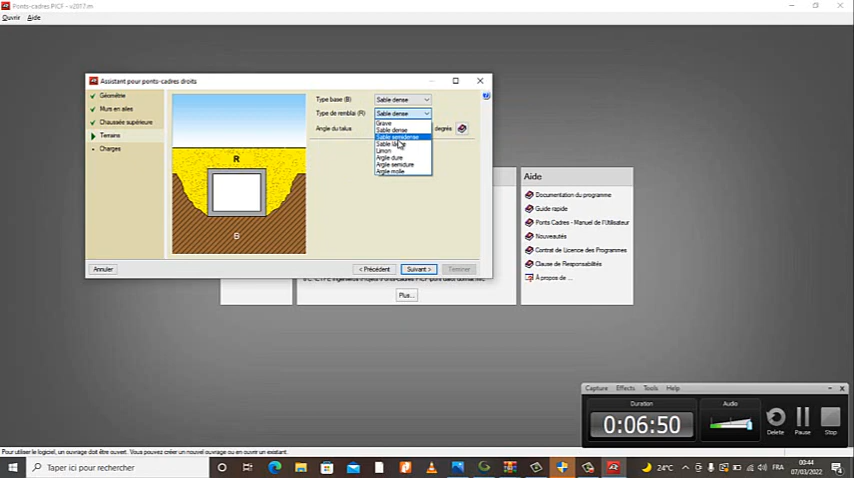 Ponts-cadres PICF - v2017.m
Ouvrir Aide
Assistant pour ponts-cadres droits
Géométrie
Murs en ailes
Chaussée supérieure
Terrains
Charges
R
B
Type base (B) Sable dense
Type de remblai (R) Sable dense
Angle du talus degrés
Grave
Sable dense
Sable semidense
Sable lâche
Limon
Argile dure
Argile semidure
Argile molle
Annuler
< Précédent
Suivant >
Terminer
Plus...
Aide
Documentation du programme
Guide rapide
Ponts Cadres - Manuel de l'Utilisateur
Nouveautés
Contrat de Licence des Programmes
Clause de Responsabilités
À propos de ...
Capture Effects Tools Help
Duration
0:06:50
Audio
Delete
Pause
Stop
Pour utiliser le logiciel, un ouvrage doit être ouvert. Vous pouvez créer un nouvel ouvrage ou en ouvrir un existant.
Taper ici pour rechercher
24°C
FRA
00:44
07/03/2022
4